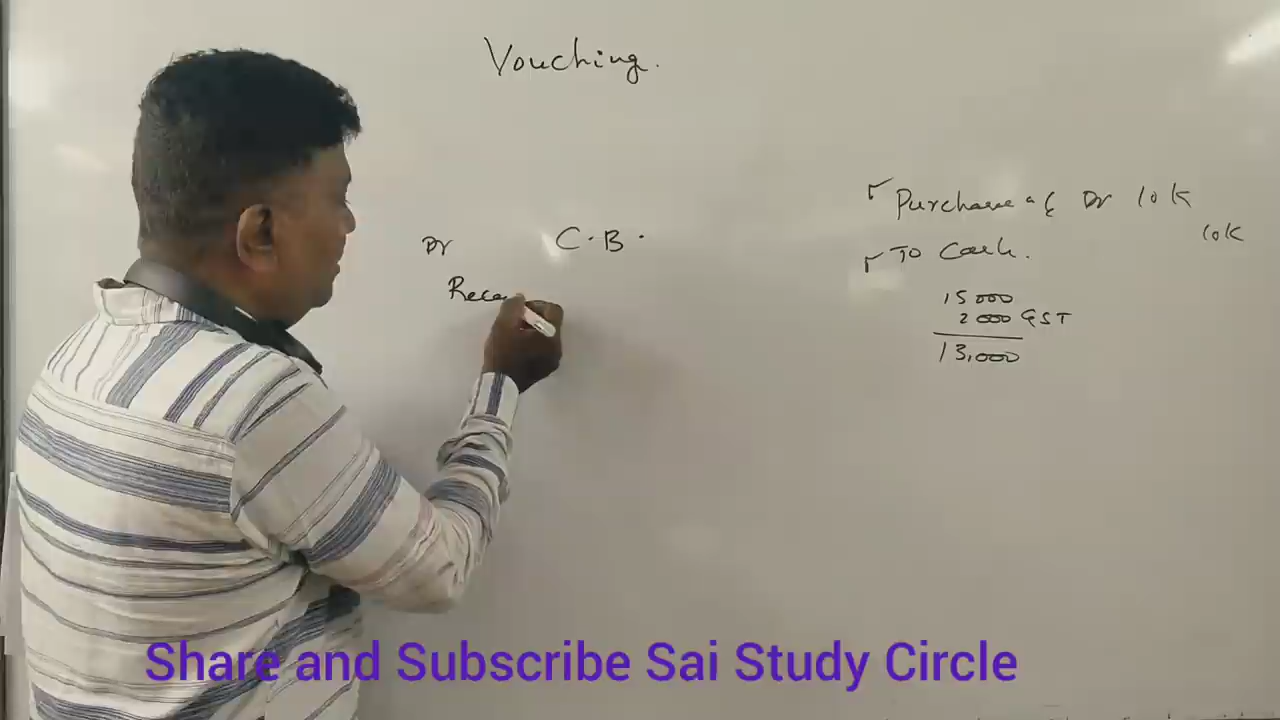 Vouching.
Dr C.B.
Rece
Purchase a/c Dr 10K
10K
To Cash.
15000
2000 GST
13,000
Share and Subscribe Sai Study Circle